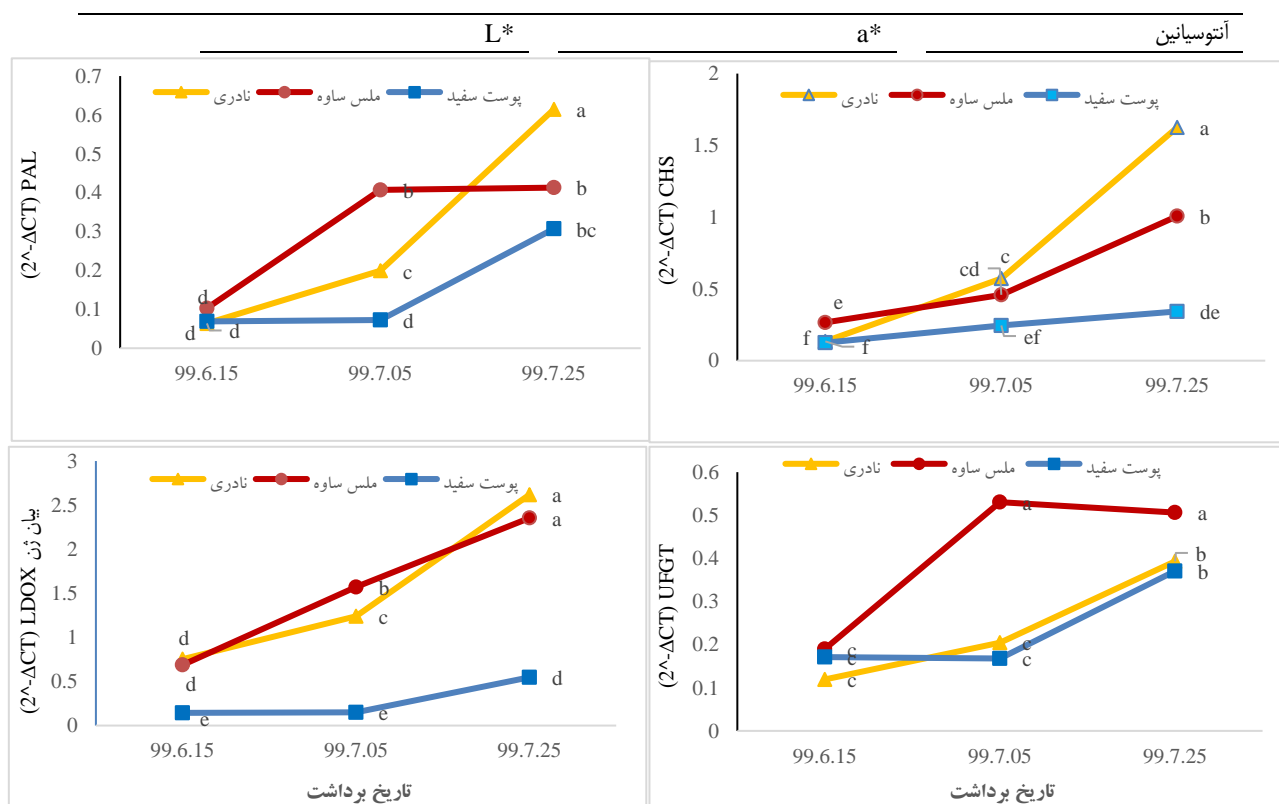 L* a* آنتوسیانین
(2^-ΔCT) PAL
نادری ملس ساوه پوست سفید
0.7
0.6
0.5
0.4
0.3
0.2
0.1
0
a
b
b
bc
c
d
d
d
d
99.6.15 99.7.05 99.7.25
(2^-ΔCT) CHS
نادری ملس ساوه پوست سفید
2
1.5
1
0.5
0
a
b
c
cd
e
de
ef
f
f
99.6.15 99.7.05 99.7.25
بیان ژن LDOX (2^-ΔCT)
نادری ملس ساوه پوست سفید
3
2.5
2
1.5
1
0.5
0
a
a
b
c
d
d
d
e
e
99.6.15 99.7.05 99.7.25
تاریخ برداشت
(2^-ΔCT) UFGT
نادری ملس ساوه پوست سفید
0.6
0.5
0.4
0.3
0.2
0.1
0
a
a
b
b
c
c
c
c
c
99.6.15 99.7.05 99.7.25
تاریخ برداشت